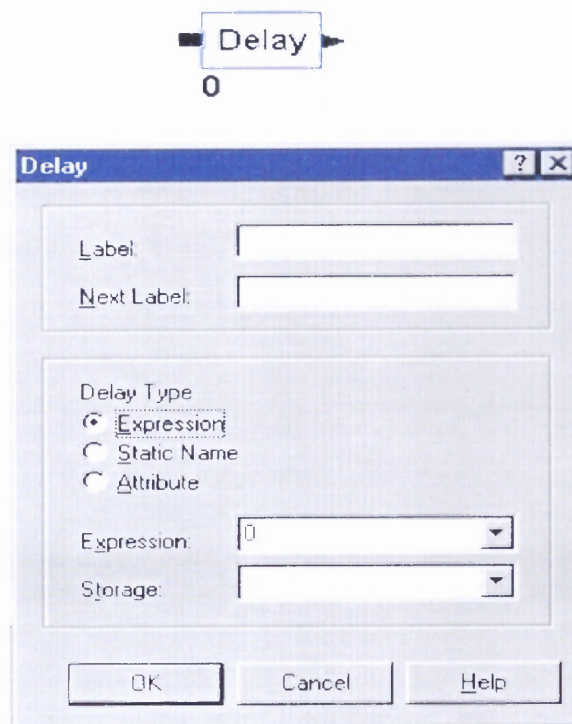 Delay
0
Delay
Label:
Next Label:
Delay Type
Expression
Static Name
Attribute
Expression: 0
Storage:
OK Cancel Help